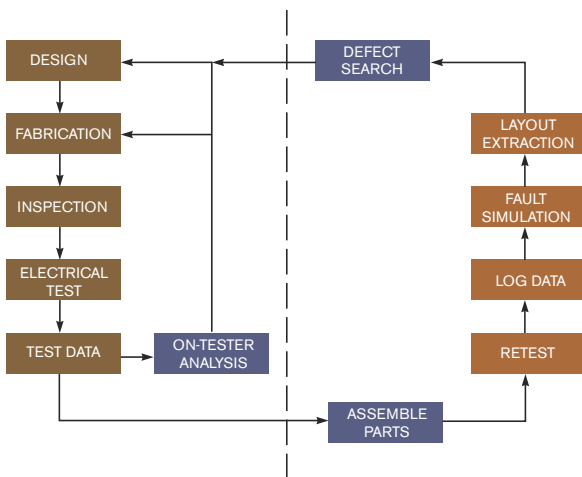 DESIGN
FABRICATION
INSPECTION
ELECTRICAL
TEST
TEST DATA
ON-TESTER
ANALYSIS
ASSEMBLE
PARTS
RETEST
LOG DATA
FAULT
SIMULATION
LAYOUT
EXTRACTION
DEFECT
SEARCH